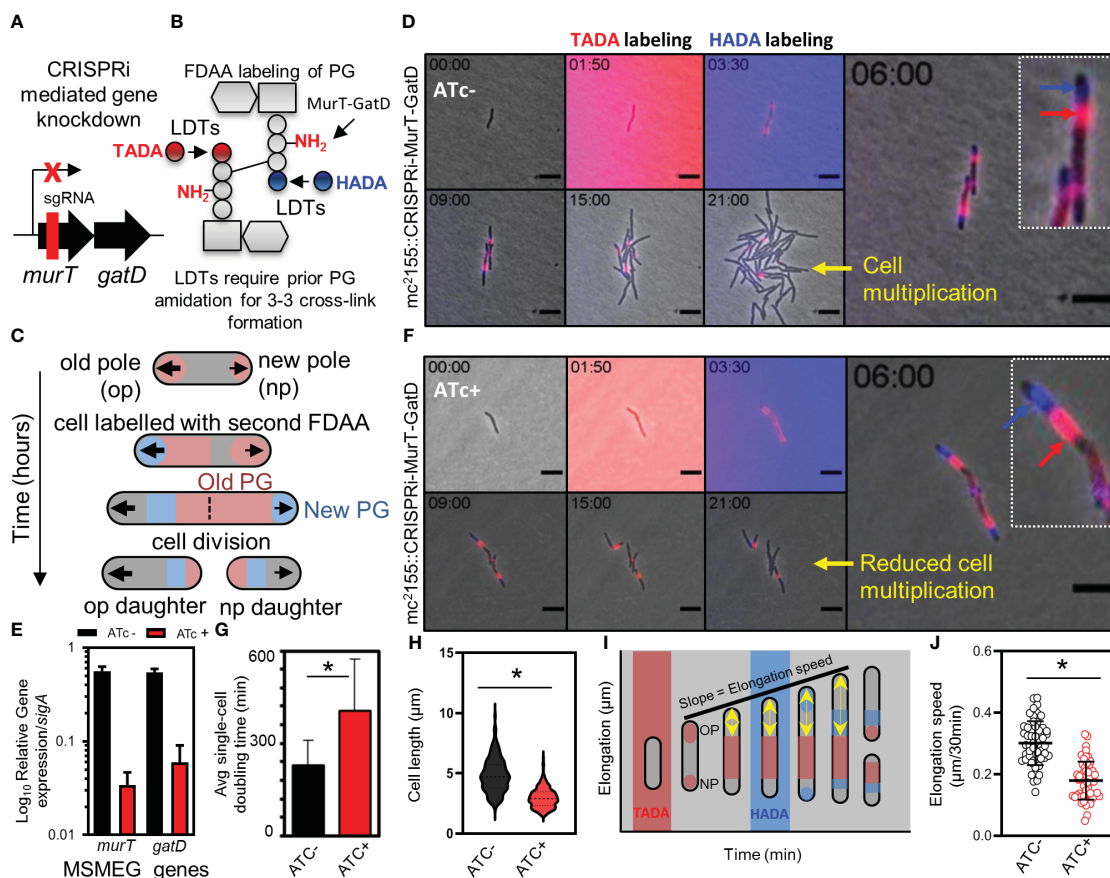 A
CRISPRi
mediated gene
knockdown
X
sgRNA
murT gatD
B
FDAA labeling of PG
MurT-GatD
LDTs
TADA
NH2
NH2
HADA
LDTs
LDTs require prior PG
amidation for 3-3 cross-link
formation
C
Time (hours)
old pole
(op)
new pole
(np)
cell labelled with second FDAA
Old PG
New PG
cell division
op daughter
np daughter
D
TADA labeling
HADA labeling
mc²155::CRISPRi-MurT-GatD
00:00
ATc-
01:50
03:30
06:00
09:00
15:00
21:00
Cell
multiplication
F
mc²155::CRISPRi-MurT-GatD
00:00
ATc+
01:50
03:30
06:00
09:00
15:00
21:00
Reduced cell
multiplication
E
ATc -
ATc +
Log10 Relative Gene
expression/sigA
1
0.1
0.01
murT gatD
MSMEG genes
G
Avg single-cell
doubling time (min)
600
300
0
*
ATC-
ATC+
H
Cell length (µm)
15
10
5
0
*
ATC-
ATC+
I
Elongation (µm)
Slope = Elongation speed
OP
NP
TADA
HADA
Time (min)
J
Elongation speed
(µm/30min)
0.6
0.4
0.2
0.0
*
ATC-
ATC+